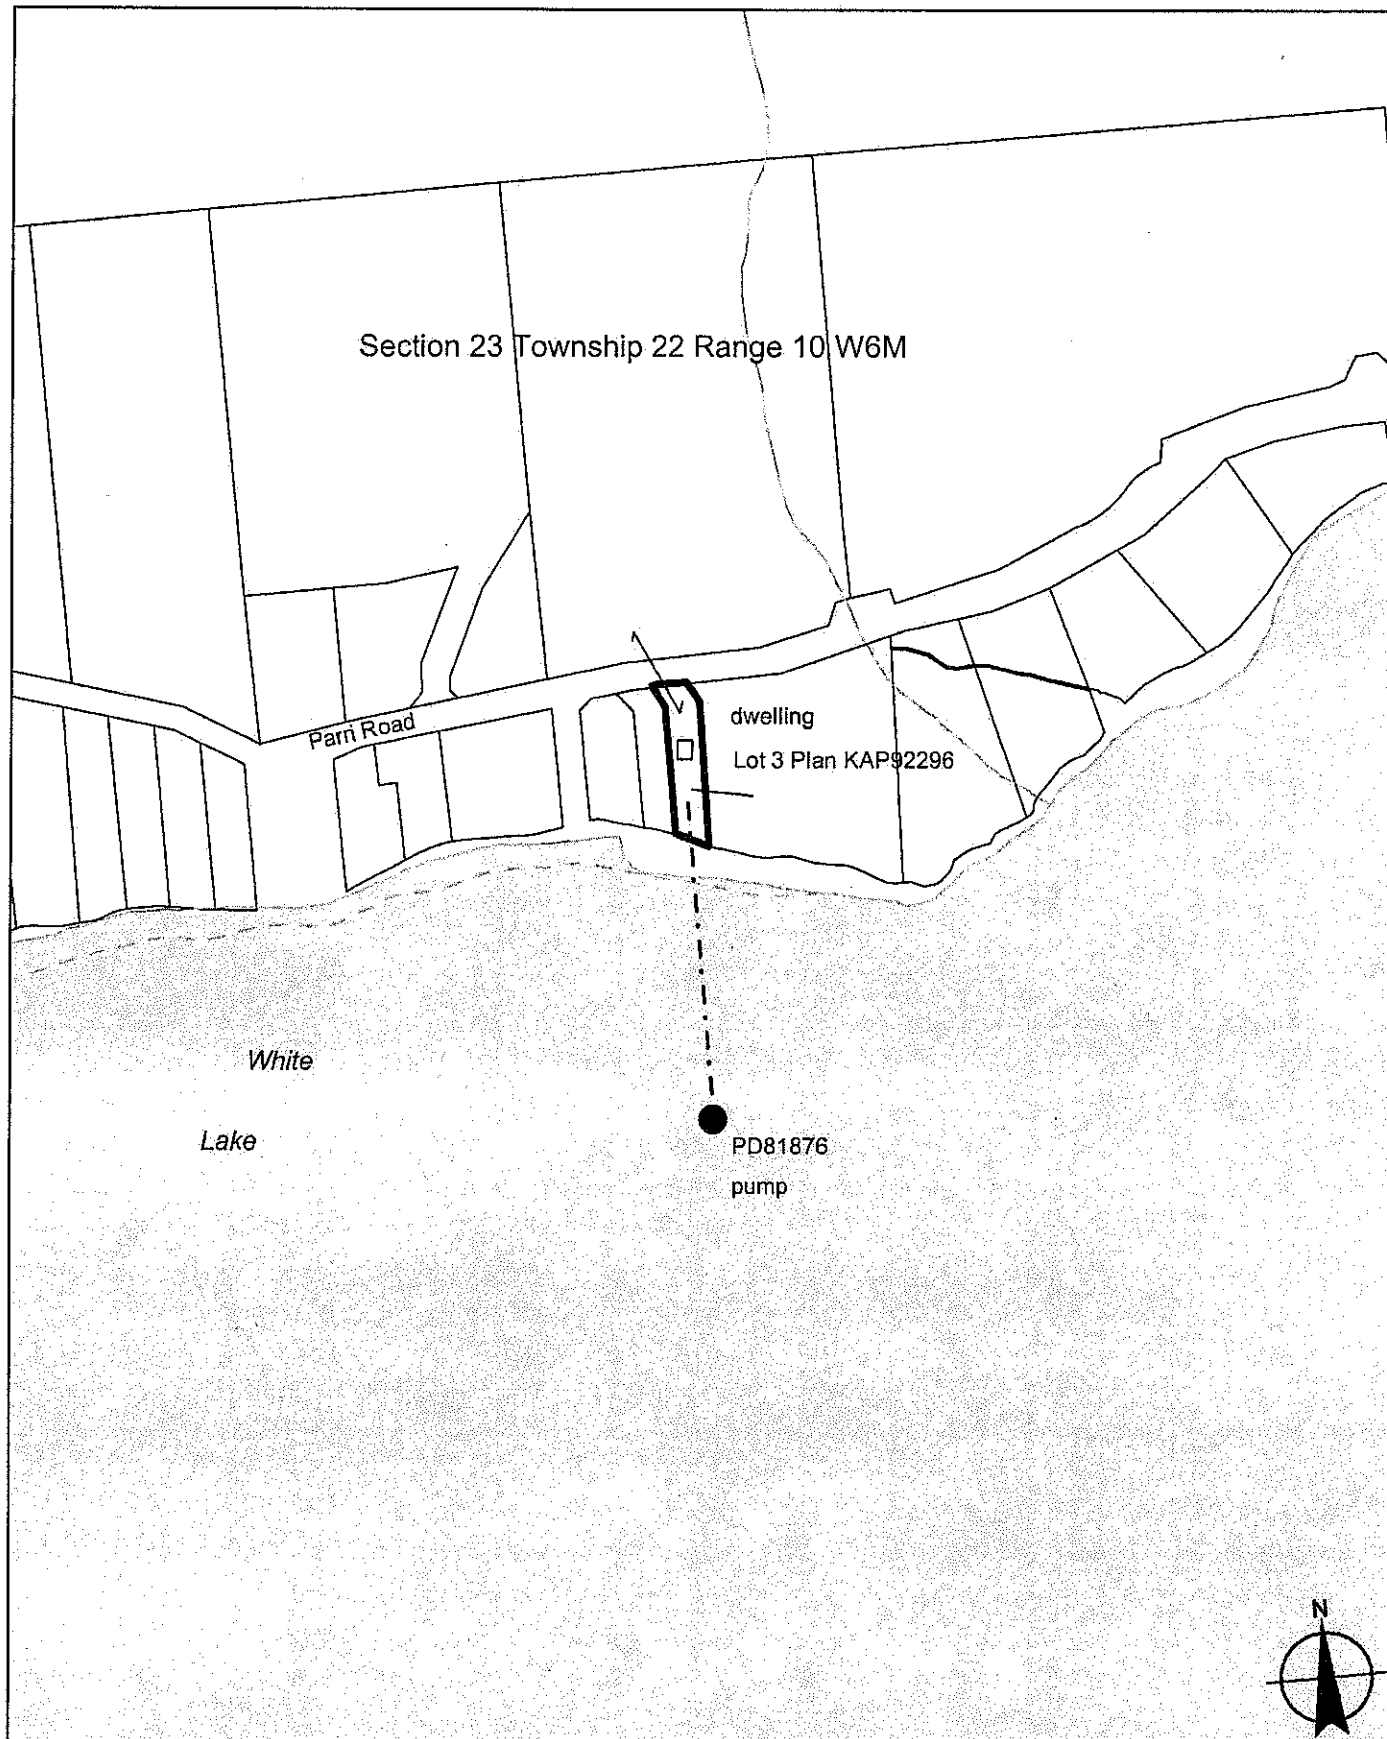 Section 23 Township 22 Range 10 W6M
Parri Road
dwelling
Lot 3 Plan KAP92296
White
Lake
PD81876
pump
N